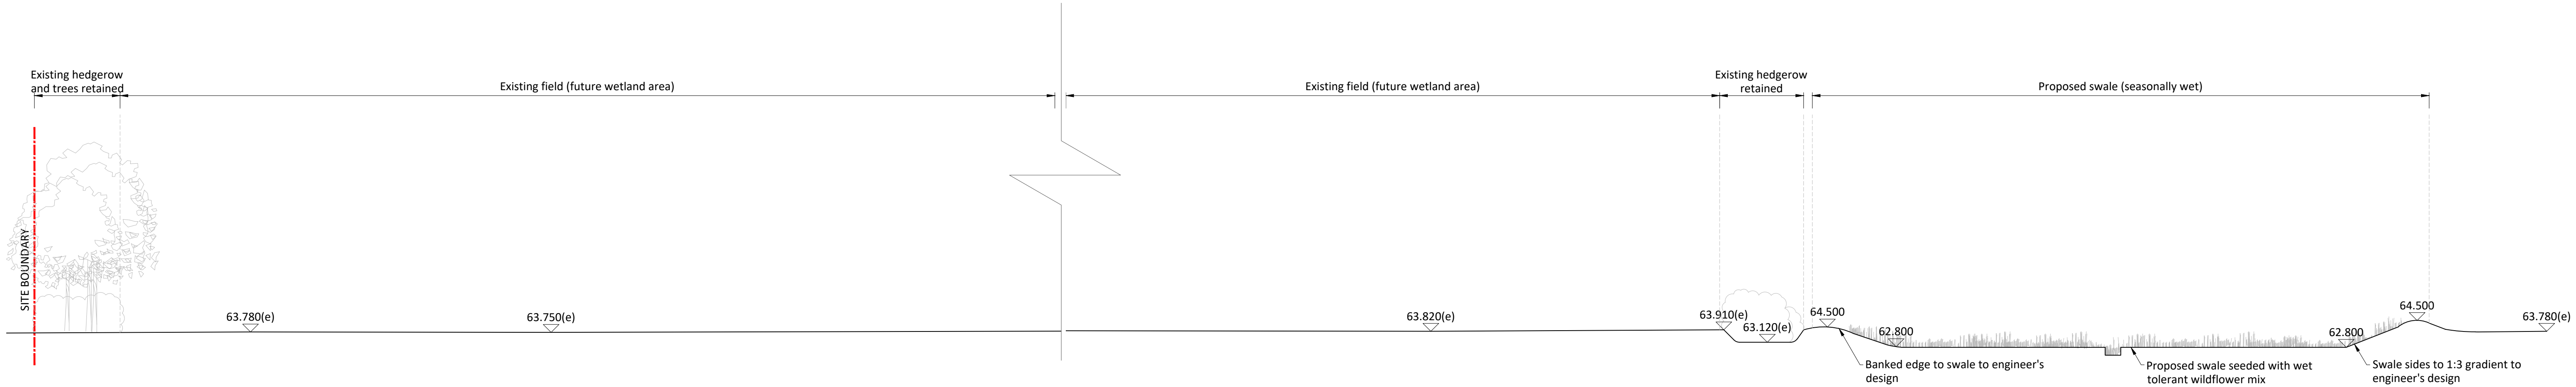 Existing hedgerow
and trees retained
Existing field (future wetland area)
Existing field (future wetland area)
Existing hedgerow
retained
Proposed swale (seasonally wet)
SITE BOUNDARY
63.780(e)
63.750(e)
63.820(e)
63.910(e)
63.120(e)
64.500
62.800
62.800
64.500
63.780(e)
Banked edge to swale to engineer's
design
Proposed swale seeded with wet
tolerant wildflower mix
Swale sides to 1:3 gradient to
engineer's design